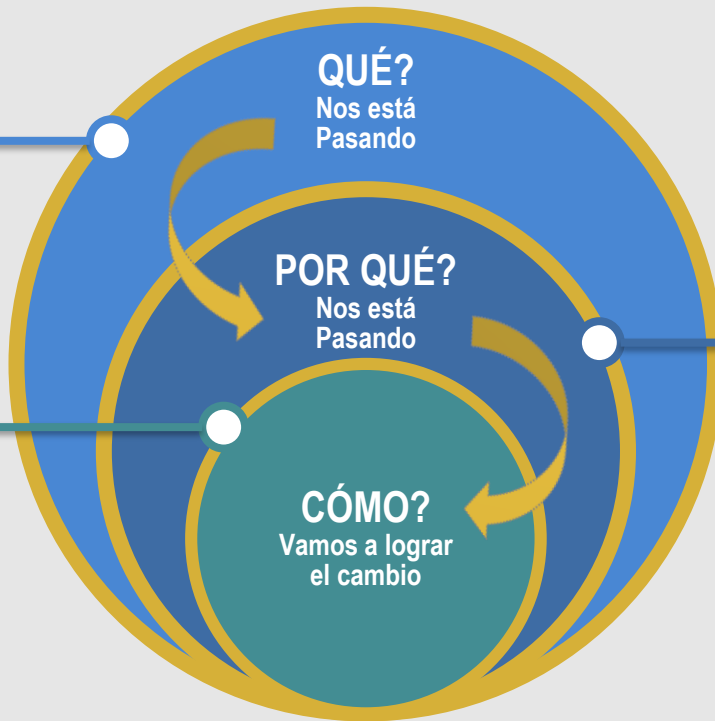 QUÉ?
Nos está
Pasando
POR QUÉ?
Nos está
Pasando
CÓMO?
Vamos a lograr
el cambio